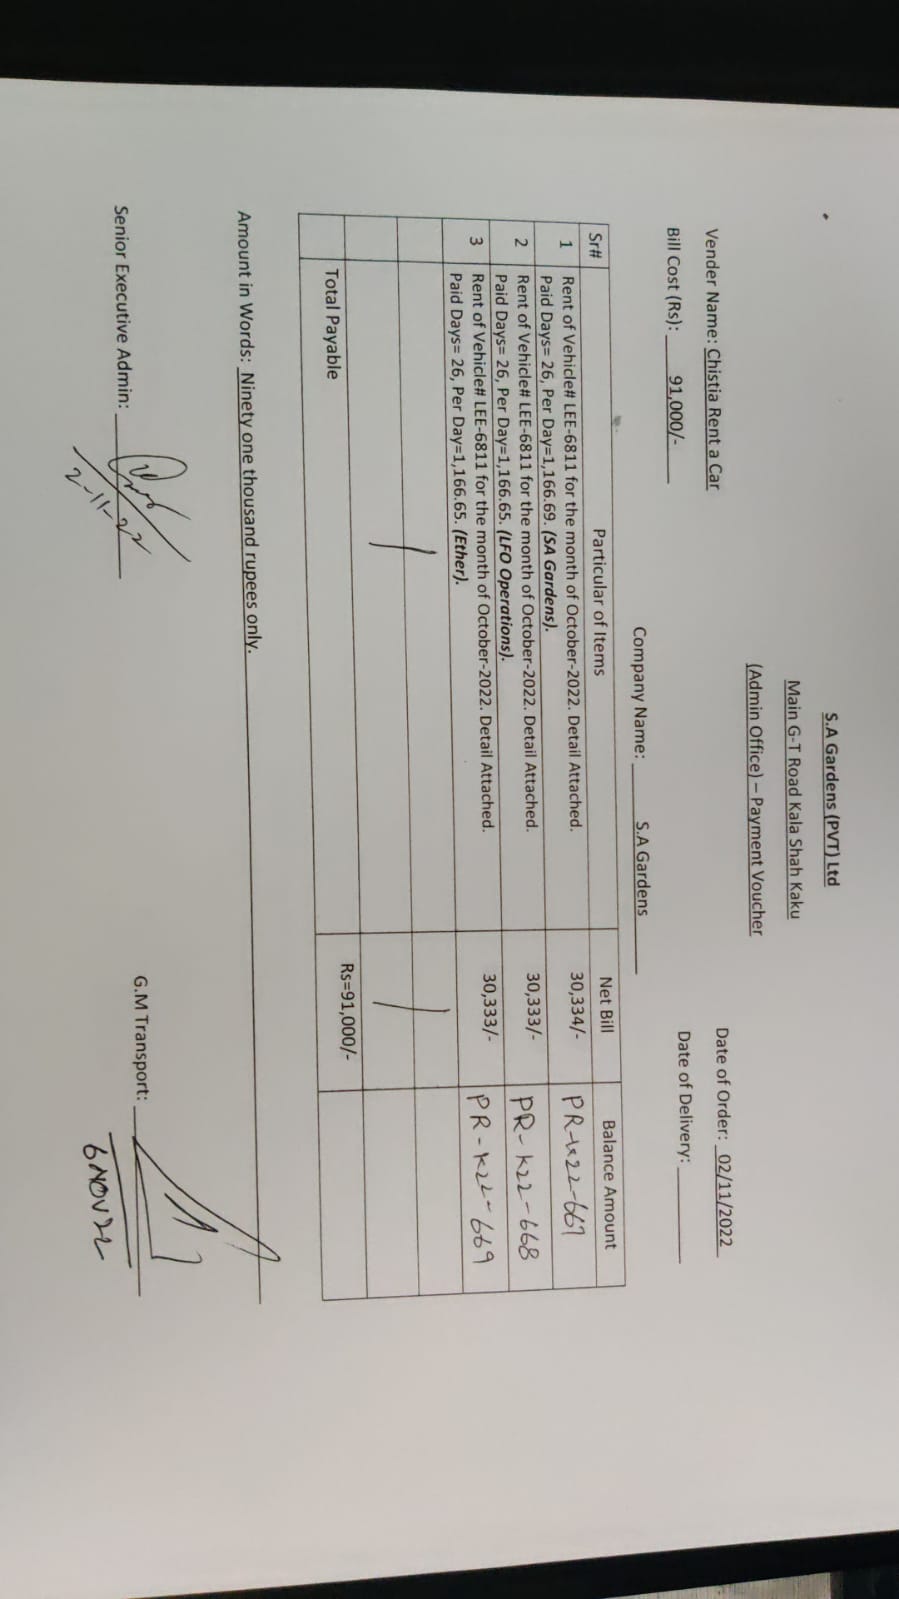 S.A Gardens (PVT) Ltd
Main G-T Road Kala Shah Kaku
(Admin Office) – Payment Voucher
Vender Name: Chistia Rent a Car
Date of Order: 02/11/2022
Bill Cost (Rs): 91,000/-
Date of Delivery:
Company Name: S.A Gardens
Sr# Particular of Items Net Bill Balance Amount
1 Rent of Vehicle# LEE-6811 for the month of October-2022. Detail Attached. 30,334/- PR-K22-667
Paid Days= 26, Per Day=1,166.69. (SA Gardens).
2 Rent of Vehicle# LEE-6811 for the month of October-2022. Detail Attached. 30,333/- PR-K22-668
Paid Days= 26, Per Day=1,166.65. (LFO Operations).
3 Rent of Vehicle# LEE-6811 for the month of October-2022. Detail Attached. 30,333/- PR-K22-669
Paid Days= 26, Per Day=1,166.65. (Ether).
Total Payable Rs=91,000/-
Amount in Words: Ninety one thousand rupees only.
Senior Executive Admin:
2-11-22
G.M Transport:
6NOV22